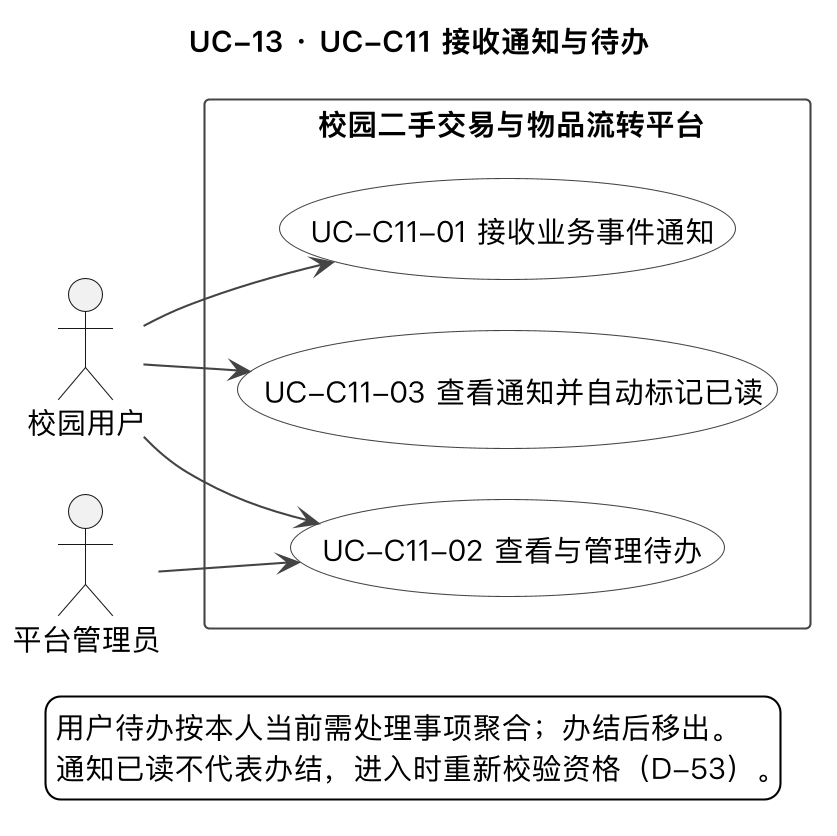 UC–13 · UC–C11 接收通知与待办
校园二手交易与物品流转平台
UC–C11–01 接收业务事件通知
UC–C11–03 查看通知并自动标记已读
校园用户
UC–C11–02 查看与管理待办
平台管理员
用户待办按本人当前需处理事项聚合；办结后移出。
通知已读不代表办结，进入时重新校验资格（D–53）。